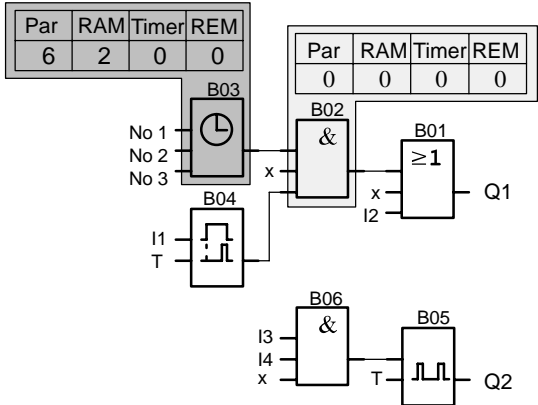 Par RAM Timer REM
6 2 0 0
Par RAM Timer REM
0 0 0 0
B03
No 1
No 2
No 3
B02
&
x
B01
≥1
x
I2
Q1
B04
I1
T
B06
&
I3
I4
x
B05
T
Q2